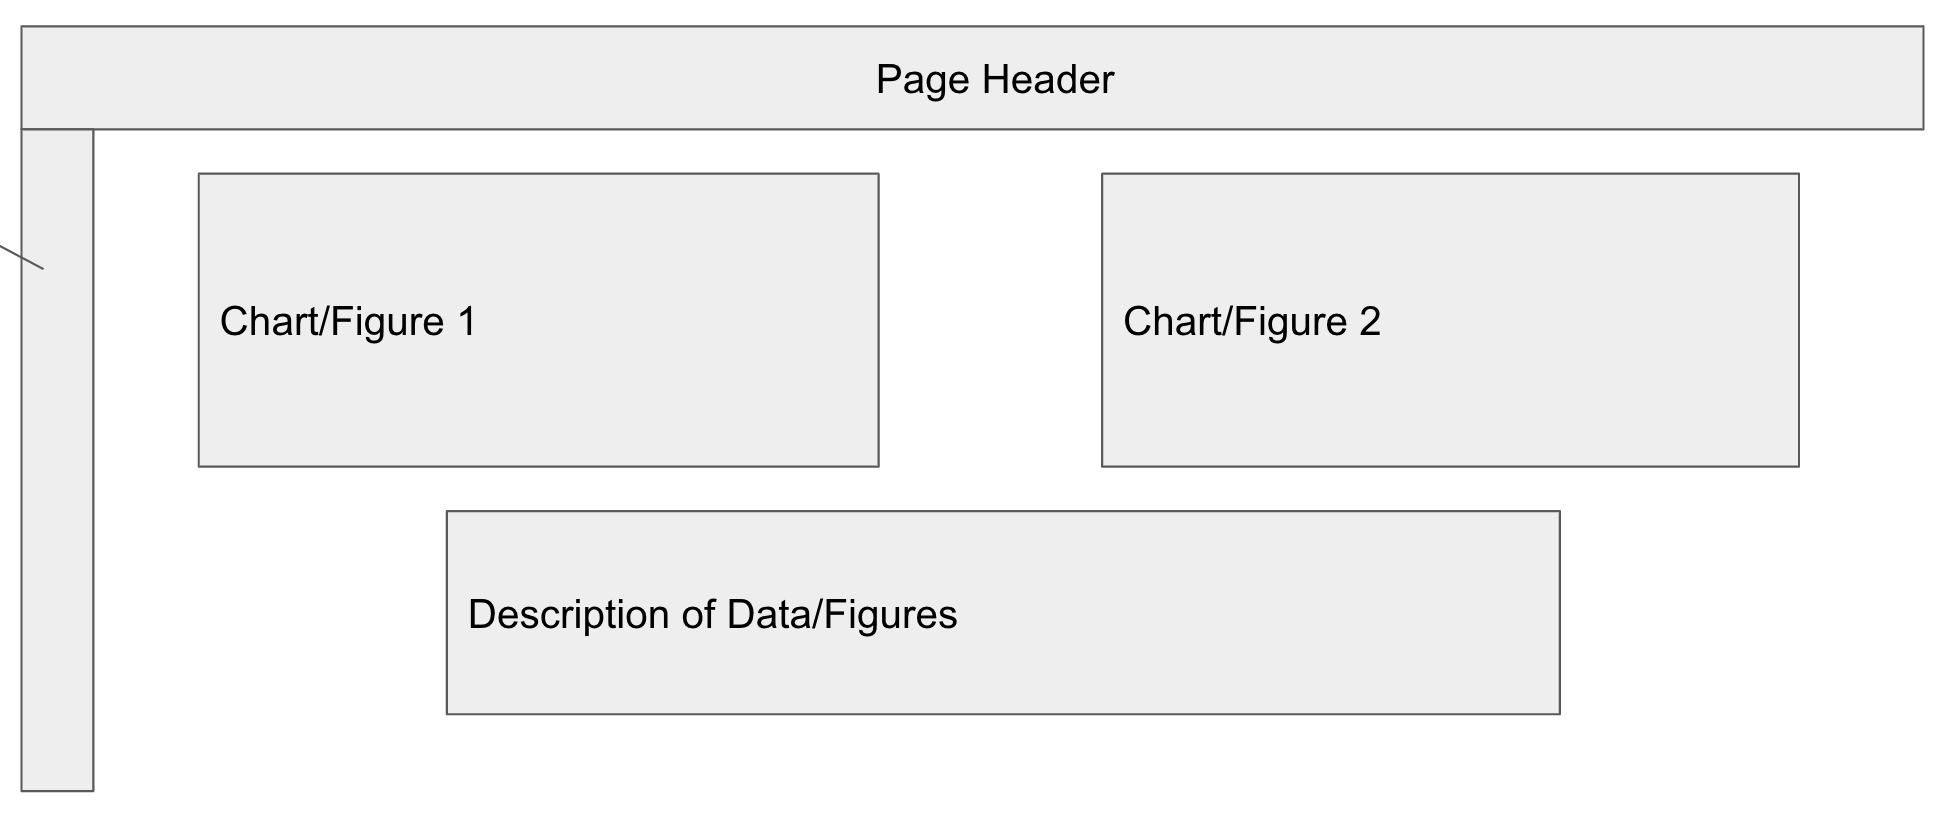 Page Header
Chart/Figure 1
Chart/Figure 2
Description of Data/Figures